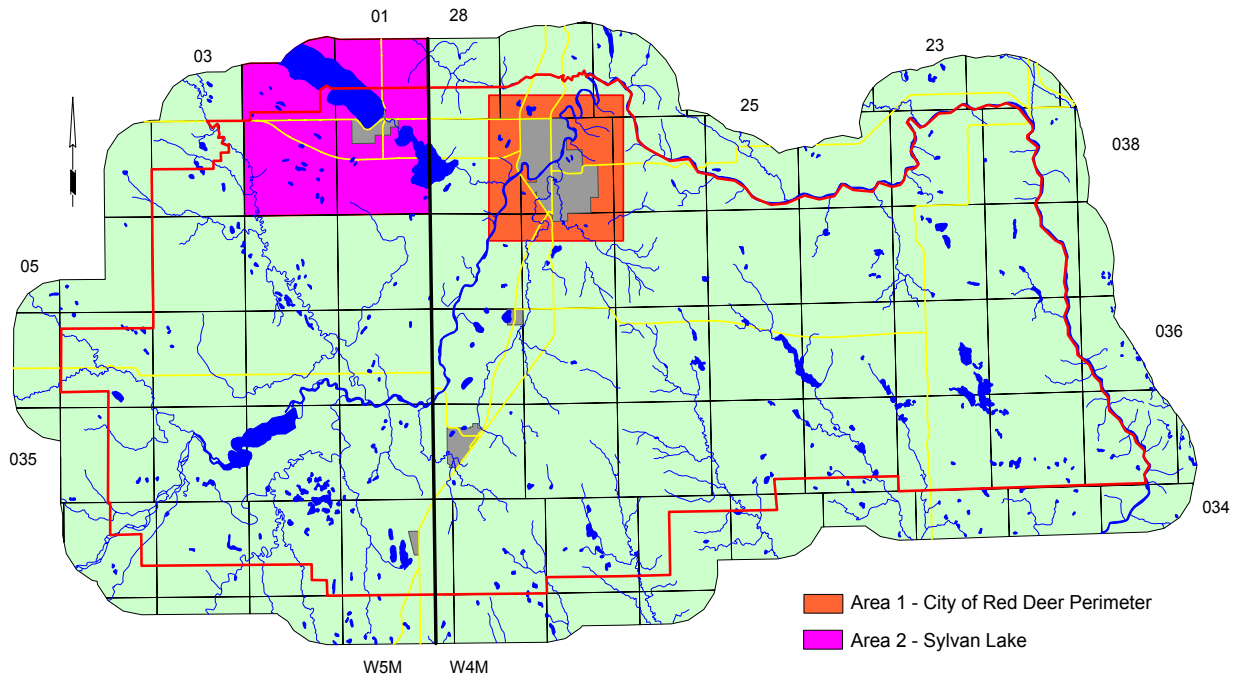 01
28
03
23
25
038
05
036
035
034
Area 1 - City of Red Deer Perimeter
Area 2 - Sylvan Lake
W5M
W4M